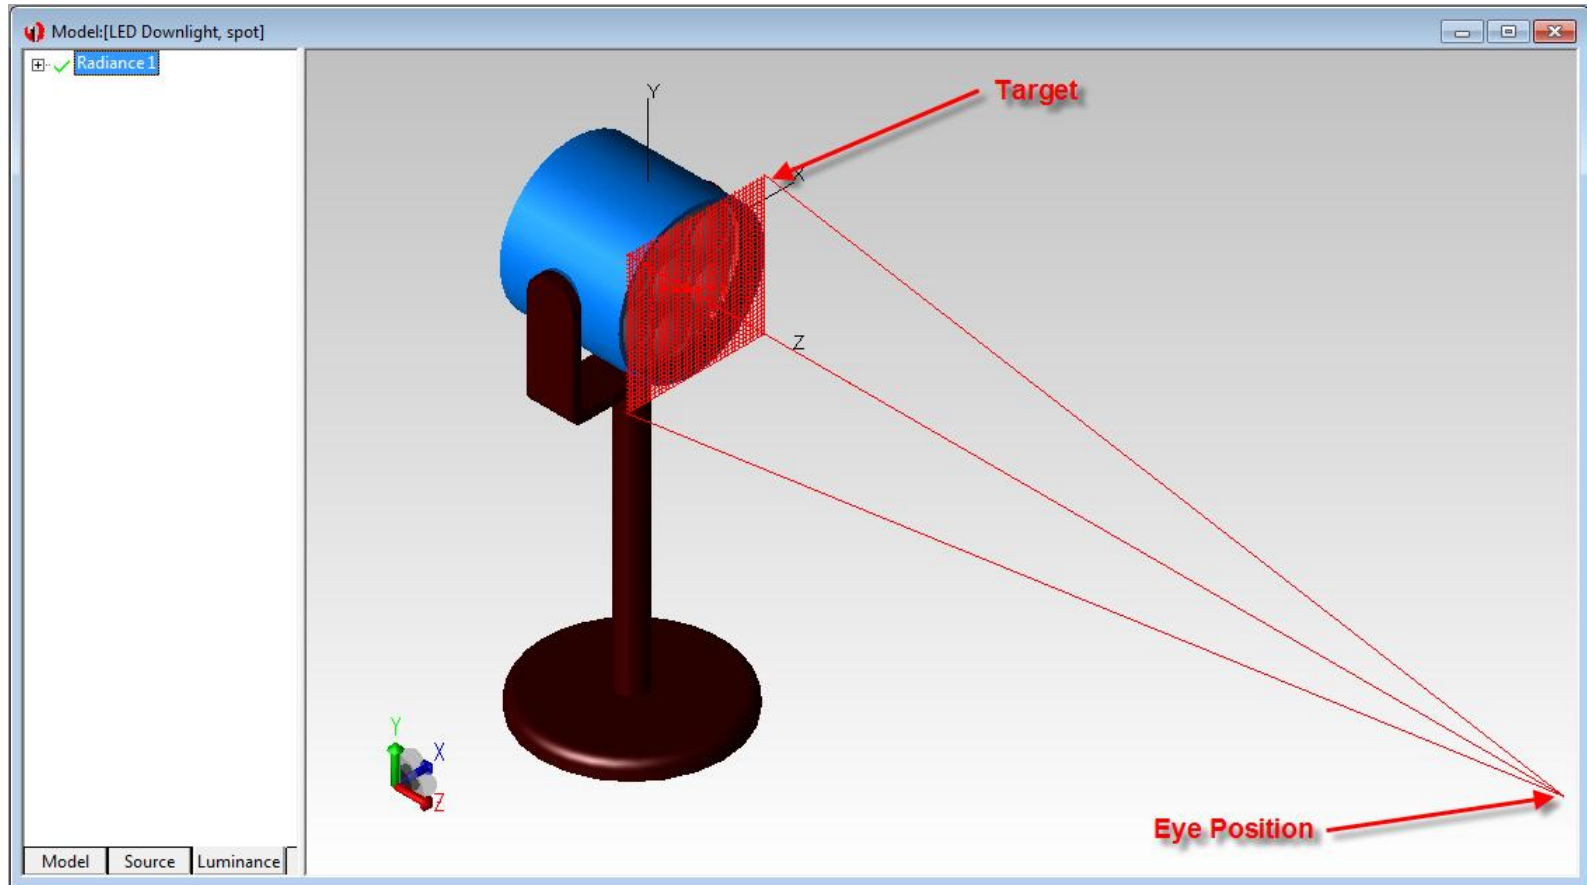 Model:[LED Downlight, spot]
Radiance 1
Target
Y
X
Z
Y
X
Z
Eye Position
Model Source Luminance